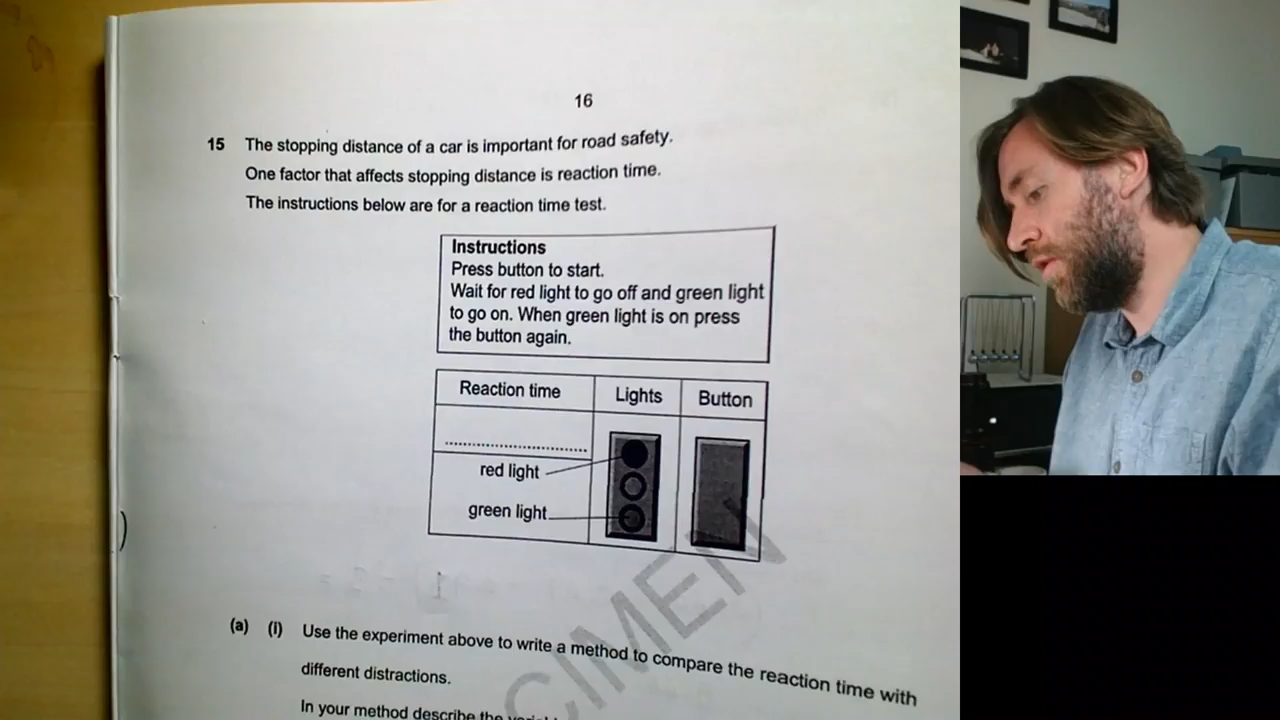 16
15 The stopping distance of a car is important for road safety.
One factor that affects stopping distance is reaction time.
The instructions below are for a reaction time test.
Instructions
Press button to start.
Wait for red light to go off and green light
to go on. When green light is on press
the button again.
Reaction time Lights Button
red light
green light
(a) (i) Use the experiment above to write a method to compare the reaction time with
different distractions.
In your method describe the
CIMEN